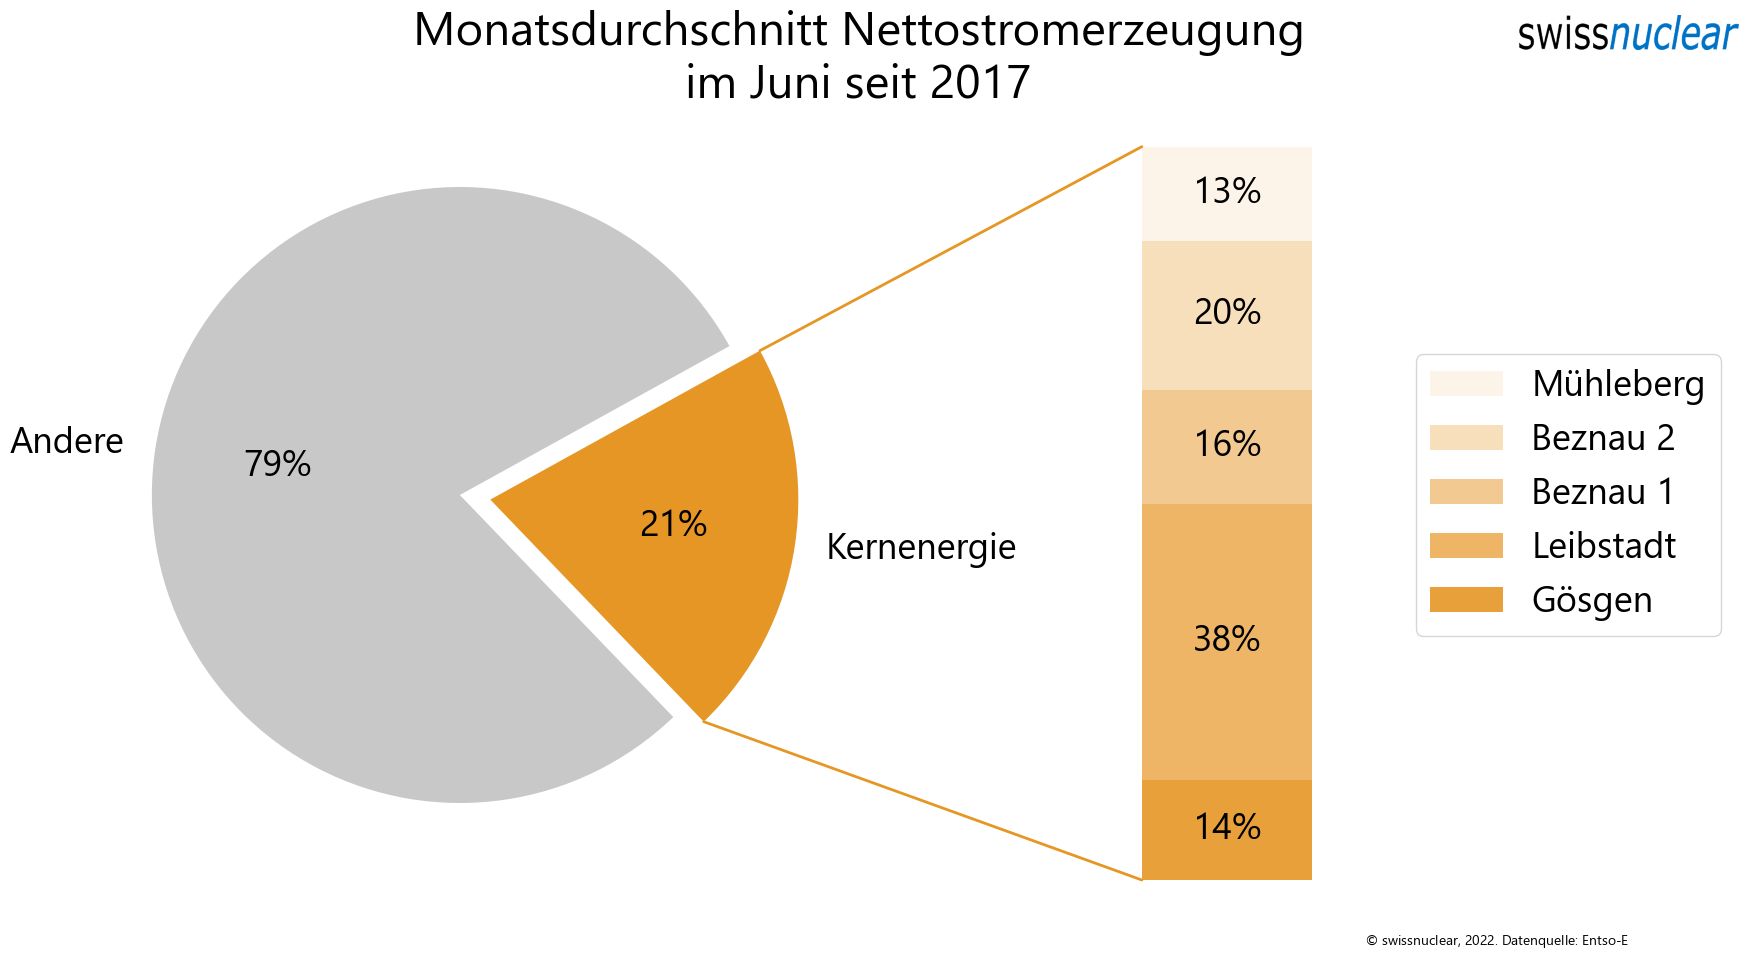 Monatsdurchschnitt Nettostromerzeugung
im Juni seit 2017
swissnuclear
Andere
79%
21%
Kernenergie
13%
20%
16%
38%
14%
Mühleberg
Beznau 2
Beznau 1
Leibstadt
Gösgen
© swissnuclear, 2022. Datenquelle: Entso-E